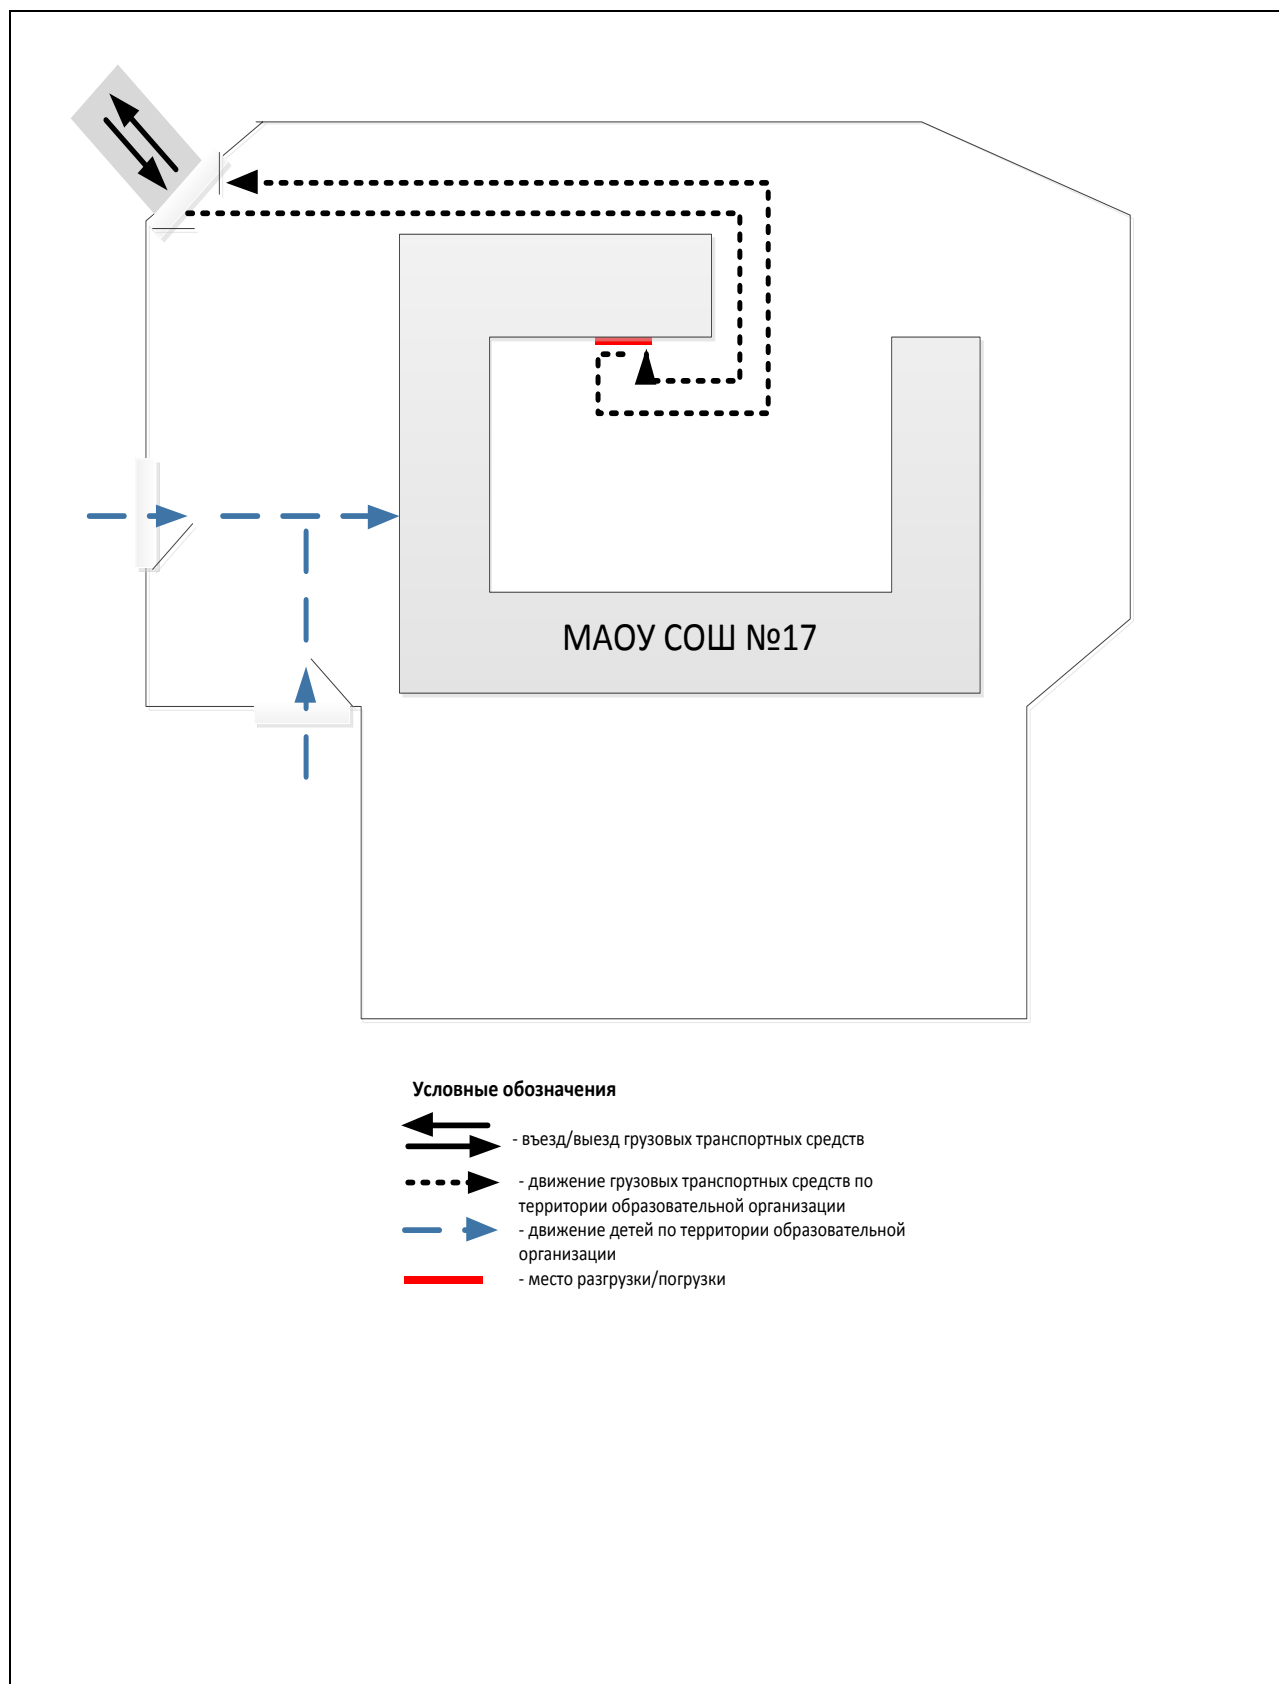 МАОУ СОШ №17
Условные обозначения
- въезд/выезд грузовых транспортных средств
- движение грузовых транспортных средств по
территории образовательной организации
- движение детей по территории образовательной
организации
- место разгрузки/погрузки